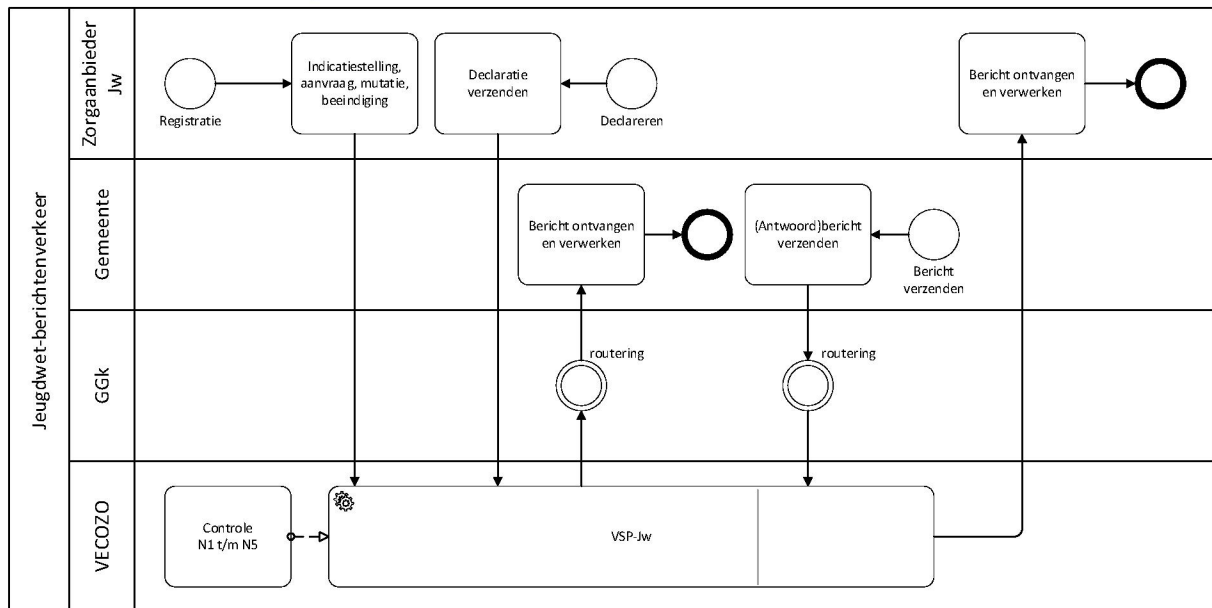 Jeugdwet-berichtenverkeer
Zorgaanbieder
Jw
Registratie
Indicatiestelling,
aanvraag, mutatie,
beeindiging
Declaratie
verzenden
Declareren
Bericht ontvangen
en verwerken
Gemeente
Bericht ontvangen
en verwerken
(Antwoord)bericht
verzenden
Bericht
verzenden
GGk
routering
routering
VECOZO
Controle
N1 t/m N5
VSP-Jw